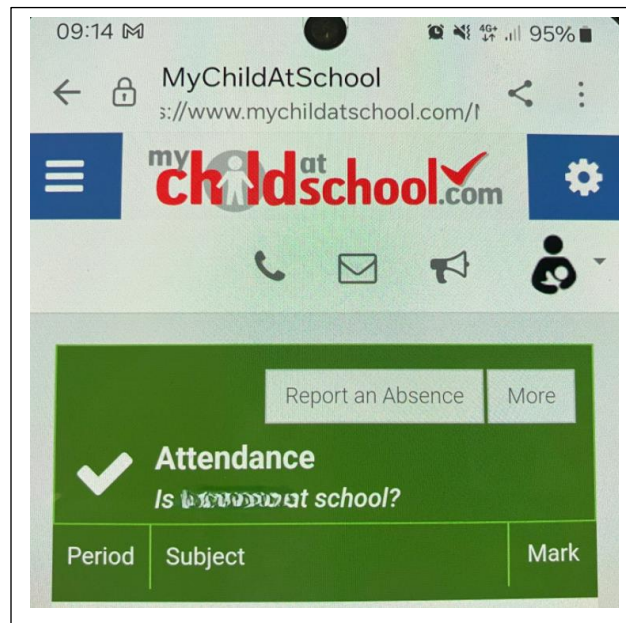 09:14 4G+ 95%
MyChildAtSchool
s://www.mychildatschool.com/
my child at school.com
Report an Absence More
Attendance
Is at school?
Period Subject Mark